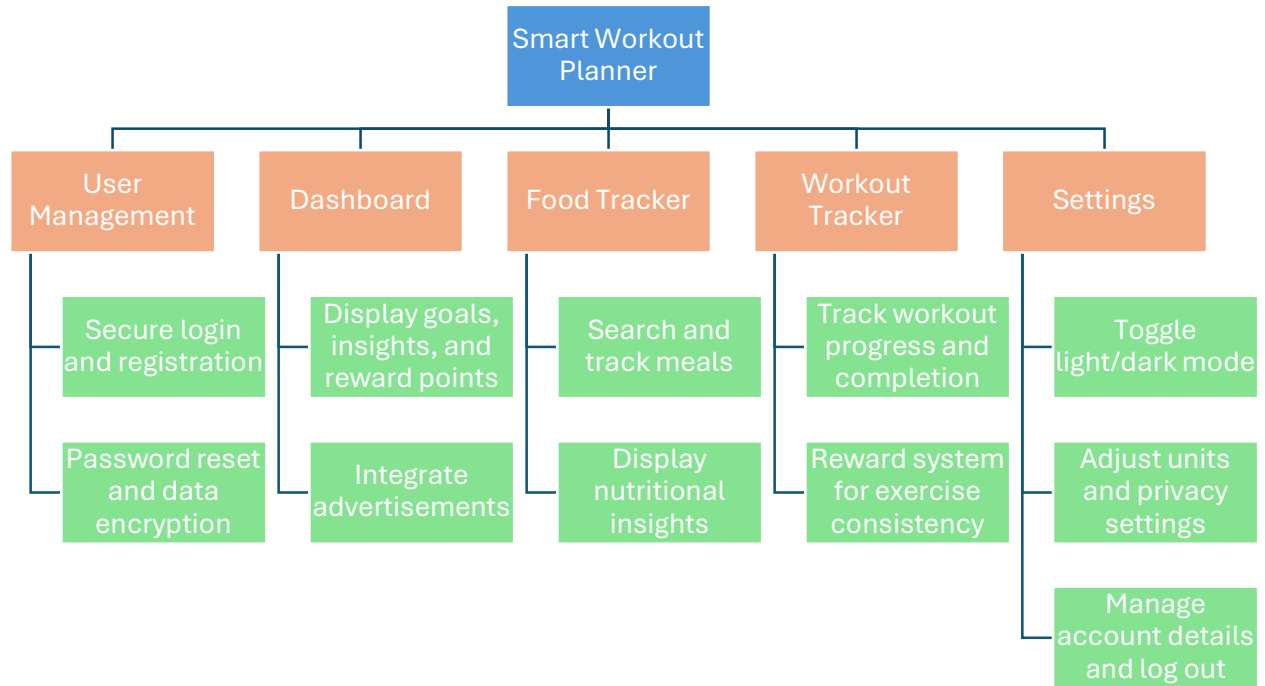 Smart Workout
Planner
User
Management
Dashboard
Food Tracker
Workout
Tracker
Settings
Secure login
and registration
Display goals,
insights, and
reward points
Search and
track meals
Track workout
progress and
completion
Toggle
light/dark mode
Password reset
and data
encryption
Integrate
advertisements
Display
nutritional
insights
Reward system
for exercise
consistency
Adjust units
and privacy
settings
Manage
account details
and log out